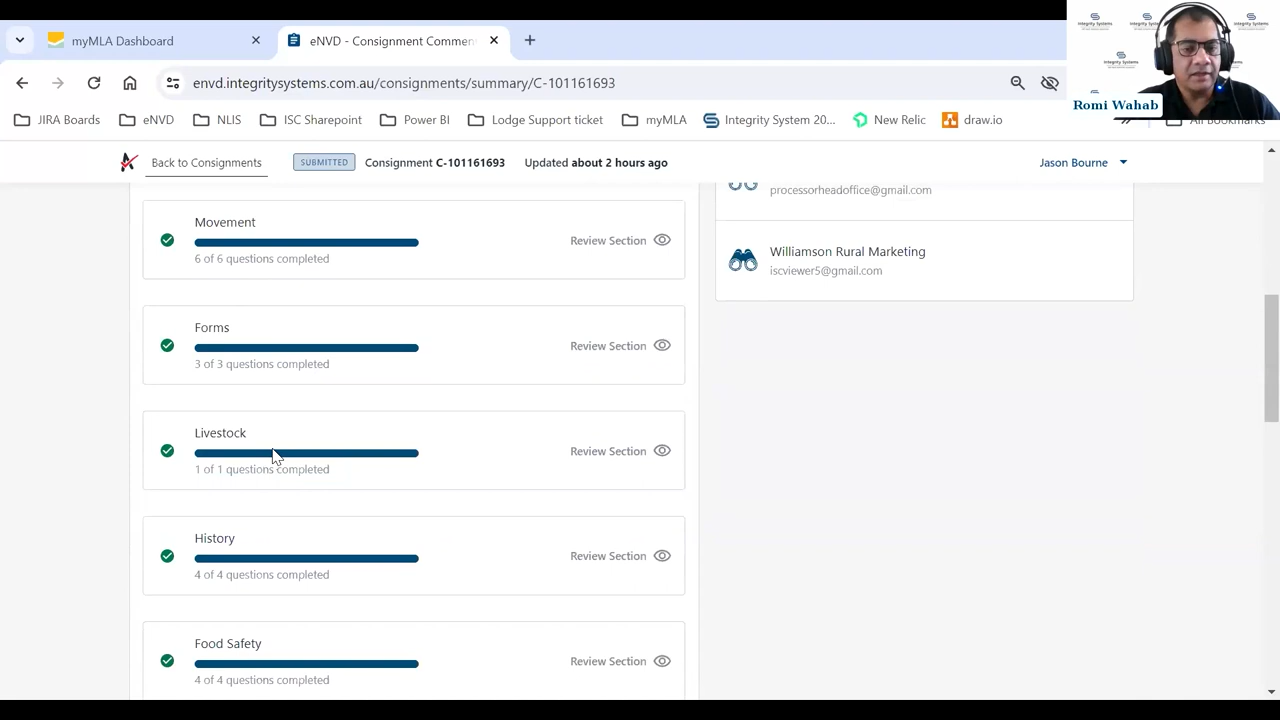 myMLA Dashboard
eNVD - Consignment Commen
envd.integritysystems.com.au/consignments/summary/C-101161693
Romi Wahab
JIRA Boards
eNVD
NLIS
ISC Sharepoint
Power BI
Lodge Support ticket
myMLA
Integrity System 20...
New Relic
draw.io
All Bookmarks
Back to Consignments
SUBMITTED
Consignment C-101161693
Updated about 2 hours ago
Jason Bourne
processorheadoffice@gmail.com
Williamson Rural Marketing
iscviewer5@gmail.com
Movement
6 of 6 questions completed
Review Section
Forms
3 of 3 questions completed
Review Section
Livestock
1 of 1 questions completed
Review Section
History
4 of 4 questions completed
Review Section
Food Safety
4 of 4 questions completed
Review Section